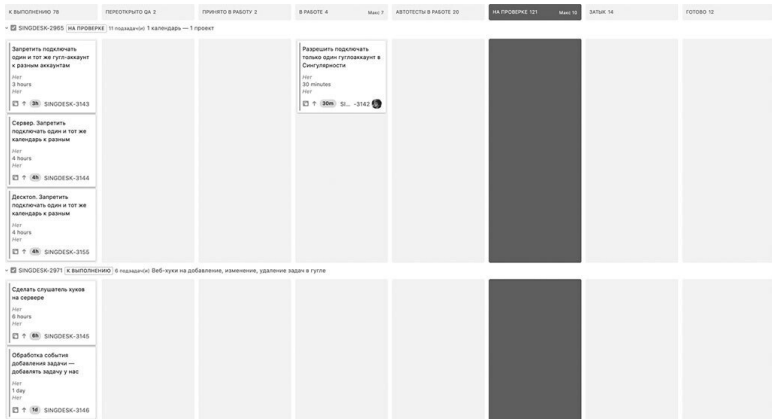 К ВЫПОЛНЕНИЮ 78
ПЕРЕОТКРЫТО QA 2
ПРИНЯТО В РАБОТУ 2
В РАБОТЕ 4 Макс 7
АВТОТЕСТЫ В РАБОТЕ 20
НА ПРОВЕРКЕ 121 Макс 10
ЗАТЫК 14
ГОТОВО 12
SINGDESK-2965 НА ПРОВЕРКЕ 11 подзадач(и) 1 календарь — 1 проект
Запретить подключать
один и тот же гугл-аккаунт
к разным аккаунтам
Нет
3 hours
Нет
3h SINGDESK-3143
Разрешить подключать
только один гуглоаккаунт в
Сингулярности
Нет
30 minutes
Нет
30m SI... -3142
Сервер. Запретить
подключать один и тот же
календарь к разным
Нет
4 hours
Нет
4h SINGDESK-3144
Десктоп. Запретить
подключать один и тот же
календарь к разным
Нет
4 hours
Нет
4h SINGDESK-3155
SINGDESK-2971 К ВЫПОЛНЕНИЮ 6 подзадач(и) Веб-хуки на добавление, изменение, удаление задач в гугле
Сделать слушатель хуков
на сервере
Нет
6 hours
Нет
6h SINGDESK-3145
Обработка события
добавления задачи —
добавлять задачу у нас
Нет
1 day
Нет
1d SINGDESK-3146